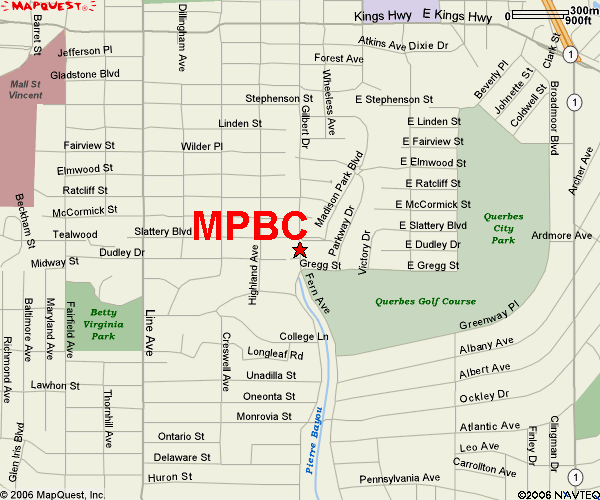 MAPQUEST
300m
900ft
Kings Hwy
E Kings Hwy
Barret St
Dillingham Ave
Atkins Ave
Dixie Dr
Clark St
1
Jefferson Pl
Forest Ave
Gladstone Blvd
Wheeless Ave
Beverly Pl
Johnette St
Coldwell St
Broadmoor Blvd
Mall St
Vincent
Stephenson St
E Stephenson St
1
Gilbert Dr
Linden St
E Linden St
Fairview St
Wilder Pl
E Fairview St
Elmwood St
Madison Park Blvd
E Elmwood St
Archer Ave
Ratcliff St
E Ratcliff St
McCormick St
E McCormick St
Beckham St
MPBC
Parkway Dr
Querbes
City
Park
Tealwood
Slattery Blvd
E Slattery Blvd
Ardmore Ave
Dudley Dr
Victory Dr
E Dudley Dr
Midway St
Highland Ave
Gregg St
E Gregg St
Fern Ave
Querbes Golf Course
Richmond Ave
Baltimore Ave
Maryland Ave
Fairfield Ave
Betty
Virginia
Park
Line Ave
Greenway Pl
College Ln
Creswell Ave
Longleaf Rd
Albany Ave
Unadilla St
Albert Ave
Lawhon St
Thornhill Ave
Oneonta St
Ockley Dr
Monrovia St
Glen Iris Blvd
Pierre Bayou
Atlantic Ave
Finley Dr
Clingman Dr
Ontario St
Leo Ave
Delaware St
Carrollton Ave
Huron St
Pennsylvania Ave
1
© 2006 MapQuest, Inc.
©2006 NAVTEQ